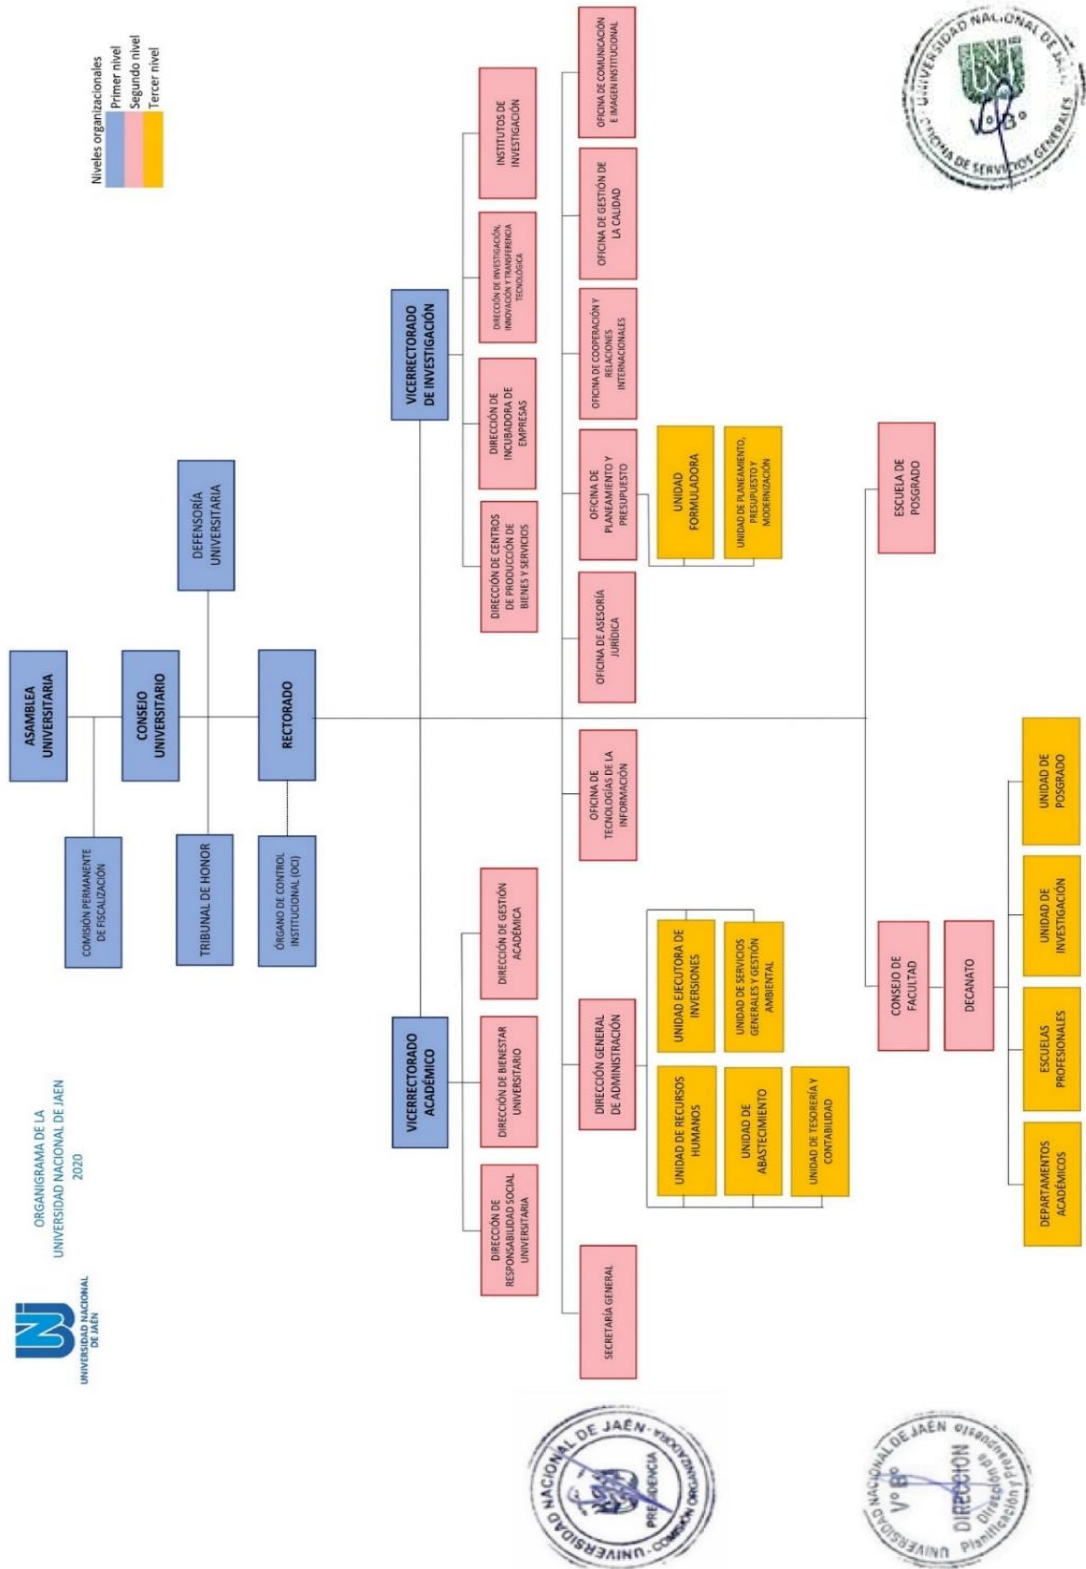 UNIVERSIDAD NACIONAL
DE JAÉN
ORGANIGRAMA DE LA
UNIVERSIDAD NACIONAL DE JAEN
2020
Niveles organizacionales
Primer nivel
Segundo nivel
Tercer nivel
ASAMBLEA
UNIVERSITARIA
COMISIÓN PERMANENTE
DE FISCALIZACIÓN
CONSEJO
UNIVERSITARIO
TRIBUNAL DE HONOR
DEFENSORÍA
UNIVERSITARIA
ÓRGANO DE CONTROL
INSTITUCIONAL (OCI)
RECTORADO
VICERRECTORADO
ACADÉMICO
VICERRECTORADO
DE INVESTIGACIÓN
DIRECCIÓN DE
RESPONSABILIDAD SOCIAL
UNIVERSITARIA
DIRECCIÓN DE BIENESTAR
UNIVERSITARIO
DIRECCIÓN DE GESTIÓN
ACADÉMICA
DIRECCIÓN DE CENTROS
DE PRODUCCIÓN DE
BIENES Y SERVICIOS
DIRECCIÓN DE
INCUBADORA DE
EMPRESAS
DIRECCIÓN DE INVESTIGACIÓN,
INNOVACIÓN Y TRANSFERENCIA
TECNOLÓGICA
INSTITUTOS DE
INVESTIGACIÓN
SECRETARÍA GENERAL
DIRECCIÓN GENERAL
DE ADMINISTRACIÓN
OFICINA DE
TECNOLOGÍAS DE LA
INFORMACIÓN
OFICINA DE ASESORÍA
JURÍDICA
OFICINA DE
PLANEAMIENTO Y
PRESUPUESTO
OFICINA DE COOPERACIÓN Y
RELACIONES
INTERNACIONALES
OFICINA DE GESTIÓN DE
LA CALIDAD
OFICINA DE COMUNICACIÓN
E IMAGEN INSTITUCIONAL
UNIDAD DE RECURSOS
HUMANOS
UNIDAD EJECUTORA DE
INVERSIONES
UNIDAD DE
ABASTECIMIENTO
UNIDAD DE SERVICIOS
GENERALES Y GESTIÓN
AMBIENTAL
UNIDAD DE TESORERÍA Y
CONTABILIDAD
UNIDAD
FORMULADORA
UNIDAD DE PLANEAMIENTO,
PRESUPUESTO Y
MODERNIZACIÓN
CONSEJO DE
FACULTAD
ESCUELA DE
POSGRADO
DECANATO
DEPARTAMENTOS
ACADÉMICOS
ESCUELAS
PROFESIONALES
UNIDAD DE
INVESTIGACIÓN
UNIDAD DE
POSGRADO
UNIVERSIDAD NACIONAL DE JAÉN - COMISIÓN ORGANIZADORA
PRESIDENCIA
UNIVERSIDAD NACIONAL DE JAÉN
V° B°
DIRECCION
Dirección de
Planificación y Presupuesto
UNIVERSIDAD NACIONAL DE JAÉN
UNJ
V° B°
OFICINA DE SERVICIOS GENERALES